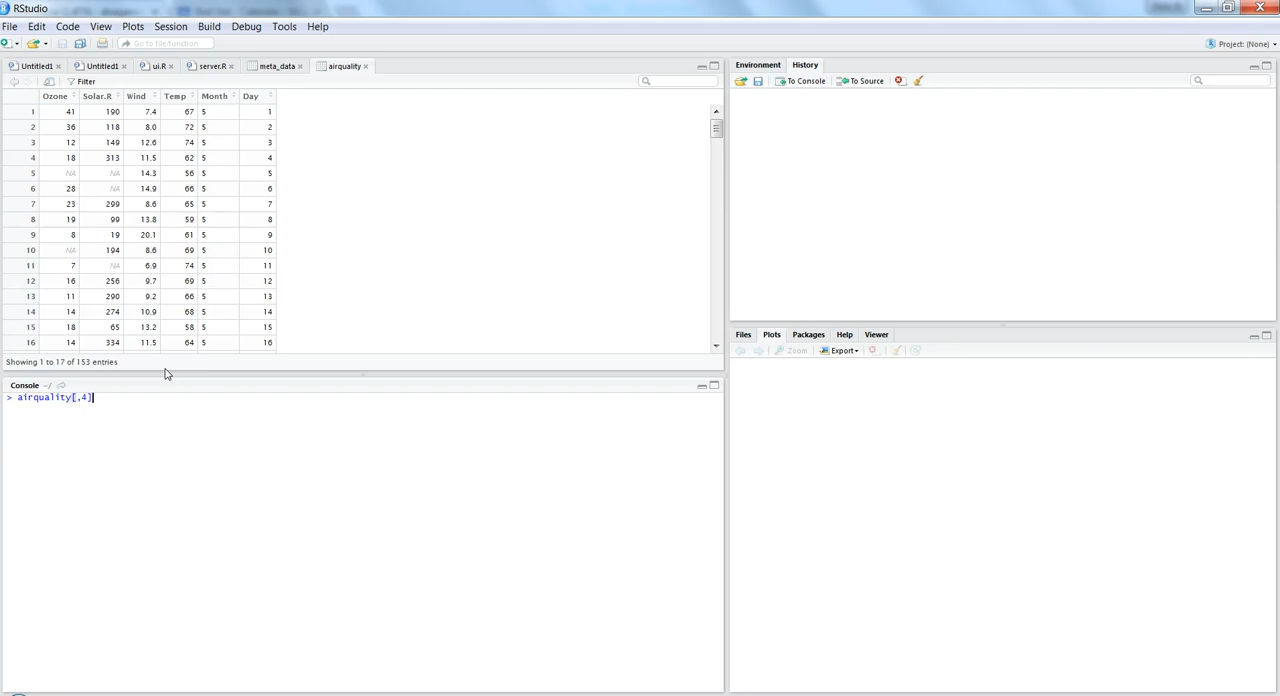 RStudio
File Edit View Plots Session Build Debug Tools Help
Go to file/function Project: (None)
Untitled1 Untitled1 ui.R server.R meta_data airquality
Filter
Ozone Solar.R Wind Temp Month Day
1 41 190 7.4 67 5 1
2 36 118 8.0 72 5 2
3 12 149 12.6 74 5 3
4 18 313 11.5 62 5 4
5 NA NA 14.3 56 5 5
6 28 NA 14.9 66 5 6
7 23 299 8.6 65 5 7
8 19 99 13.8 59 5 8
9 8 19 20.1 61 5 9
10 NA 194 8.6 69 5 10
11 7 NA 6.9 74 5 11
12 16 256 9.7 69 5 12
13 11 290 9.2 66 5 13
14 14 274 10.9 68 5 14
15 18 65 13.2 58 5 15
16 14 334 11.5 64 5 16
Showing 1 to 17 of 153 entries
Console ~/
> airquality[,4]
Environment History
To Console To Source
Files Plots Packages Help Viewer
Zoom Export